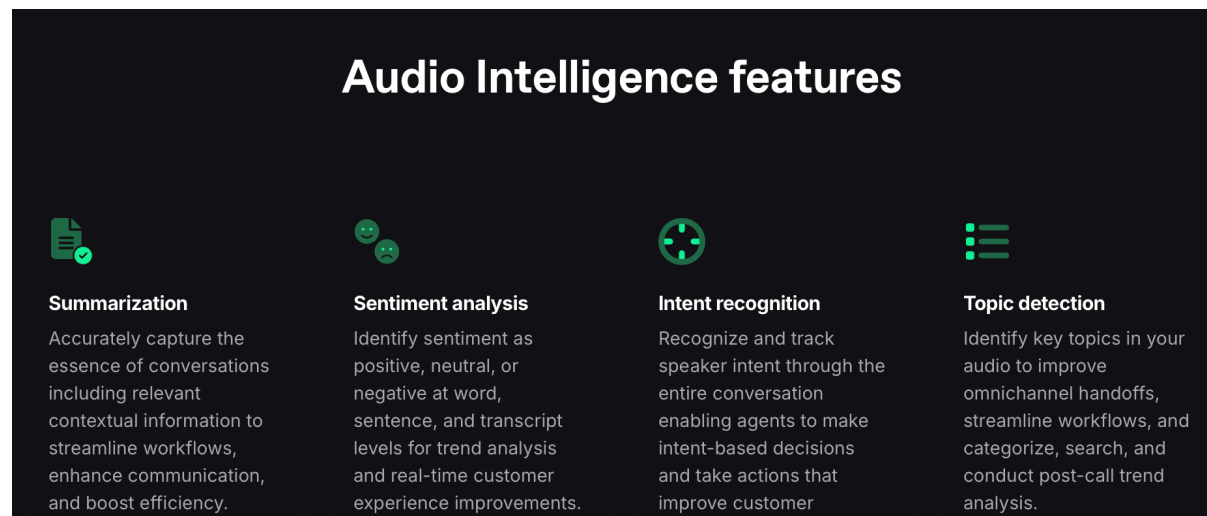 Audio Intelligence features
Summarization
Accurately capture the
essence of conversations
including relevant
contextual information to
streamline workflows,
enhance communication,
and boost efficiency.
Sentiment analysis
Identify sentiment as
positive, neutral, or
negative at word,
sentence, and transcript
levels for trend analysis
and real-time customer
experience improvements.
Intent recognition
Recognize and track
speaker intent through the
entire conversation
enabling agents to make
intent-based decisions
and take actions that
improve customer
Topic detection
Identify key topics in your
audio to improve
omnichannel handoffs,
streamline workflows, and
categorize, search, and
conduct post-call trend
analysis.